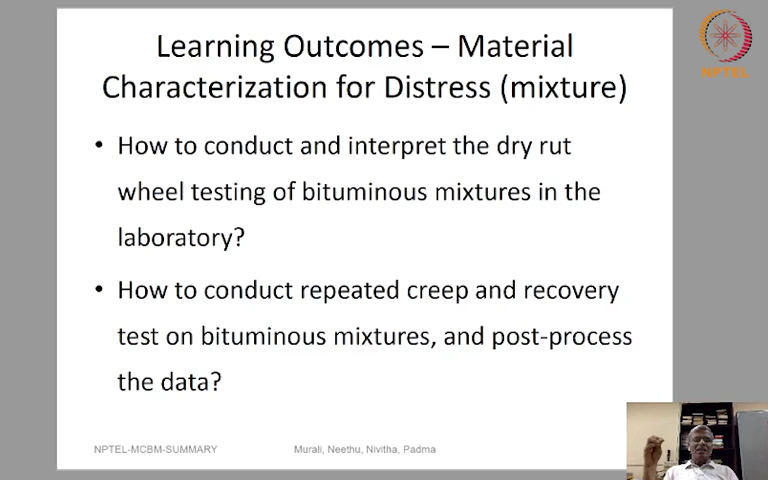 Learning Outcomes – Material
Characterization for Distress (mixture)
• How to conduct and interpret the dry rut
wheel testing of bituminous mixtures in the
laboratory?
• How to conduct repeated creep and recovery
test on bituminous mixtures, and post-process
the data?
NPTEL-MCBM-SUMMARY
Murali, Neethu, Nivitha, Padma
NPTEL